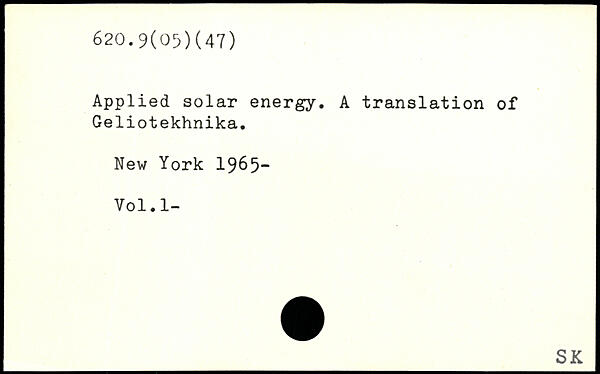 620.9(05)(47)
Applied solar energy. A translation of
Geliotekhnika.
New York 1965-
Vol.1-
SK